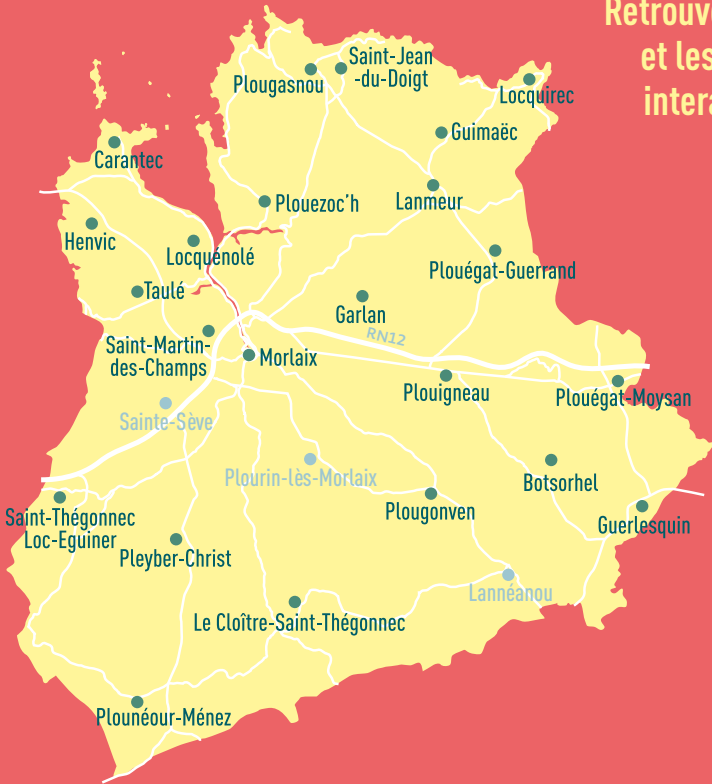 Retrouv
et les
intera
Saint-Jean
-du-Doigt
Plougasnou
Locquirec
Guimaëc
Carantec
Lanmeur
Plouezoc'h
Henvic
Locquénolé
Plouégat-Guerrand
Taulé
Garlan
RN12
Saint-Martin-
des-Champs
Morlaix
Plouigneau
Plouégat-Moysan
Sainte-Sève
Plourin-lès-Morlaix
Botsorhel
Plougonven
Saint-Thégonnec
Loc-Eguiner
Guerlesquin
Pleyber-Christ
Lannéanou
Le Cloître-Saint-Thégonnec
Plounéour-Ménez